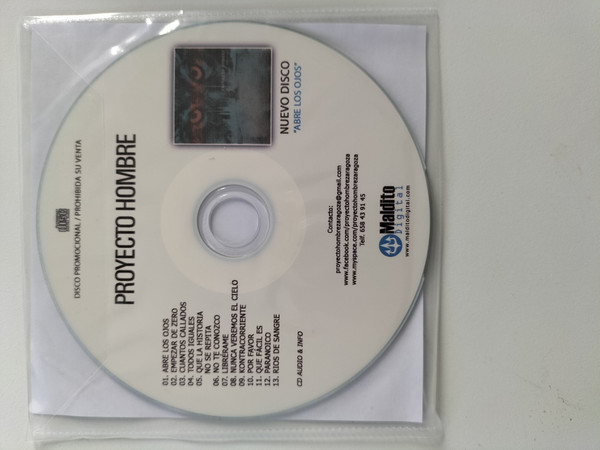 DISCO PROMOCIONAL / PROHIBIDA SU VENTA
PROYECTO HOMBRE
NUEVO DISCO
"ABRE LOS OJOS"
01. ABRE LOS OJOS
02. EMPEZAR DE ZERO
03. CUANTOS CALLADOS
04. TODOS IGUALES
05. QUE LA HISTORIA
NO SE REPITA
06. NO TE CONOZCO
07. LIBRERAME
08. NUNCA VEREMOS EL CIELO
09. KONTRACORRIENTE
10. POR FAVOR
11. QUE FÁCIL ES
12. PARANOICO
13. RIOS DE SANGRE
CD AUDIO & INFO
Contacto:
proyectohombrezaragoza@gmail.com
www.facebook.com/proyectohombrezaragoza
www.myspace.com/proyectohombrezaragoza
Telf. 658 43 91 45
Maldito
Digital
www.malditodigital.com